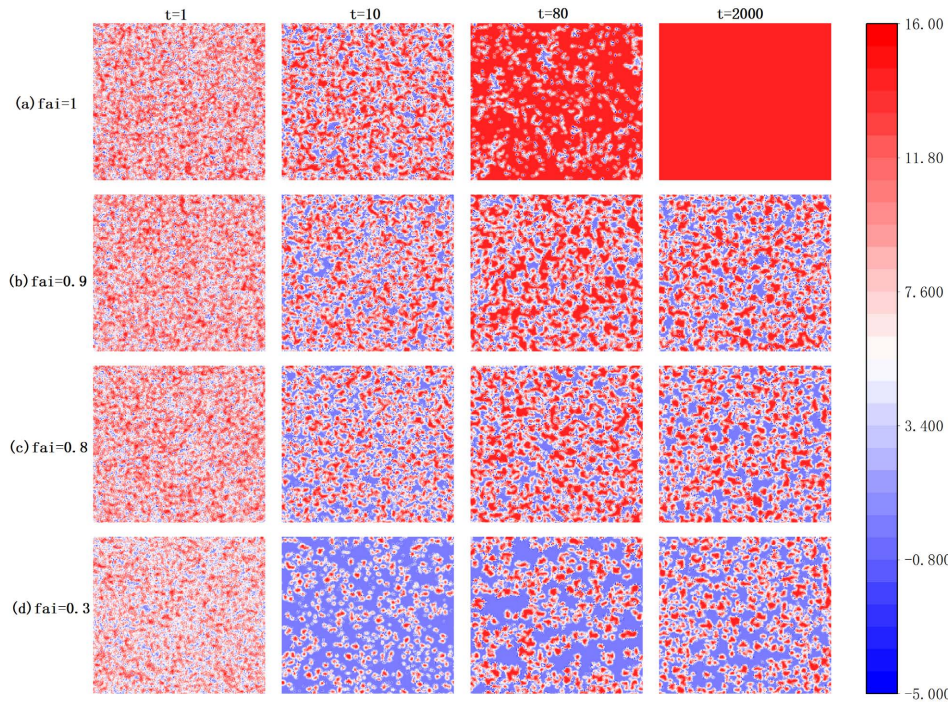 t=1 t=10 t=80 t=2000
16.00
(a)fai=1
11.80
(b)fai=0.9
7.600
3.400
(c)fai=0.8
-0.800
(d)fai=0.3
-5.000